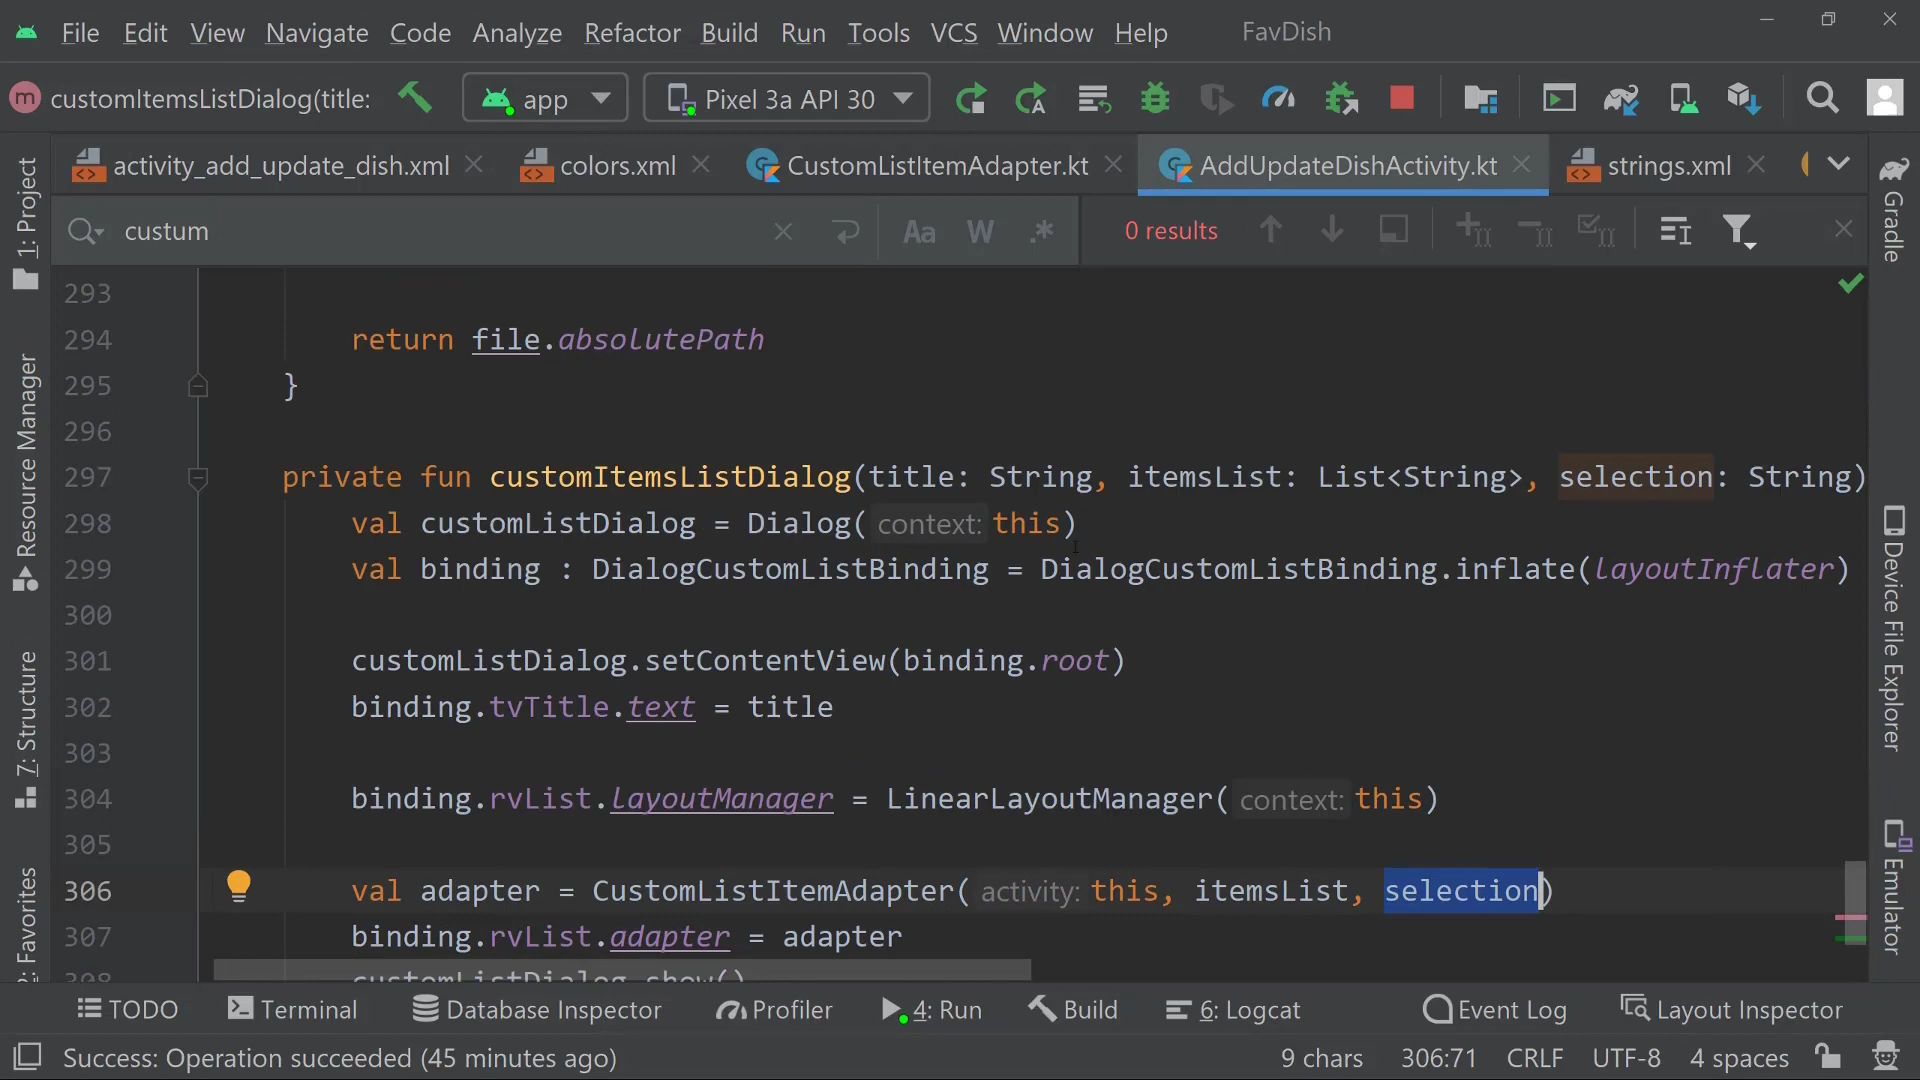 File Edit View Navigate Code Analyze Refactor Build Run Tools VCS Window Help FavDish
m customItemsListDialog(title: app Pixel 3a API 30
activity_add_update_dish.xml colors.xml CustomListItemAdapter.kt AddUpdateDishActivity.kt strings.xml
custum Aa W .* 0 results
1: Project
Resource Manager
7: Structure
Favorites
293
294 return file.absolutePath
295 }
296
297 private fun customItemsListDialog(title: String, itemsList: List<String>, selection: String)
298 val customListDialog = Dialog( context: this)
299 val binding : DialogCustomListBinding = DialogCustomListBinding.inflate(layoutInflater)
300
301 customListDialog.setContentView(binding.root)
302 binding.tvTitle.text = title
303
304 binding.rvList.layoutManager = LinearLayoutManager( context: this)
305
306 val adapter = CustomListItemAdapter( activity: this, itemsList, selection)
307 binding.rvList.adapter = adapter
308 customListDialog.show()
Gradle
Device File Explorer
Emulator
TODO Terminal Database Inspector Profiler 4: Run Build 6: Logcat Event Log Layout Inspector
Success: Operation succeeded (45 minutes ago) 9 chars 306:71 CRLF UTF-8 4 spaces